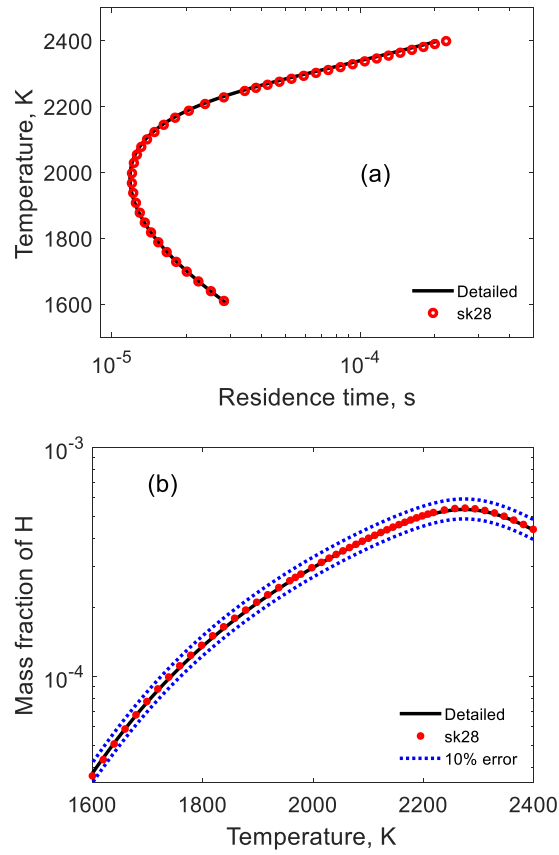 2400
2200
2000
1800
1600
Temperature, K
(a)
Detailed
sk28
10-5
10-4
Residence time, s
10-3
10-4
Mass fraction of H
(b)
Detailed
sk28
10% error
1600
1800
2000
2200
2400
Temperature, K